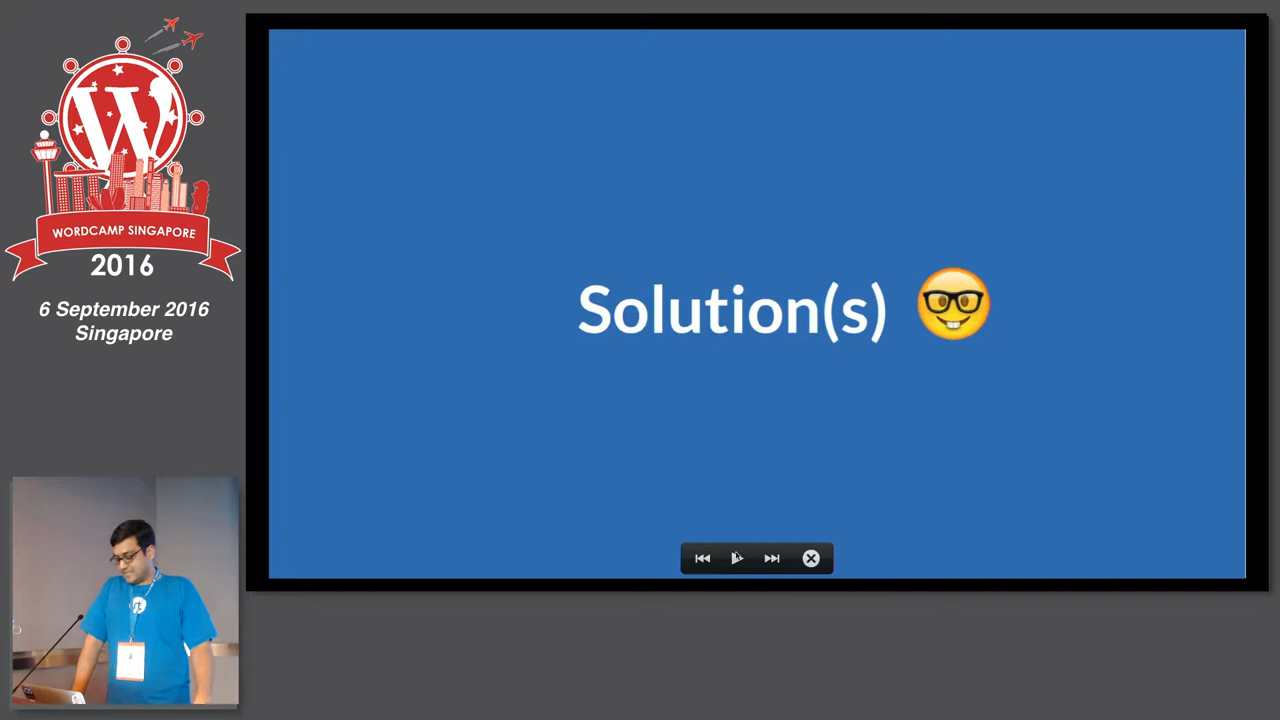 W
WORDCAMP SINGAPORE
2016
6 September 2016
Singapore
Solution(s) 🤓